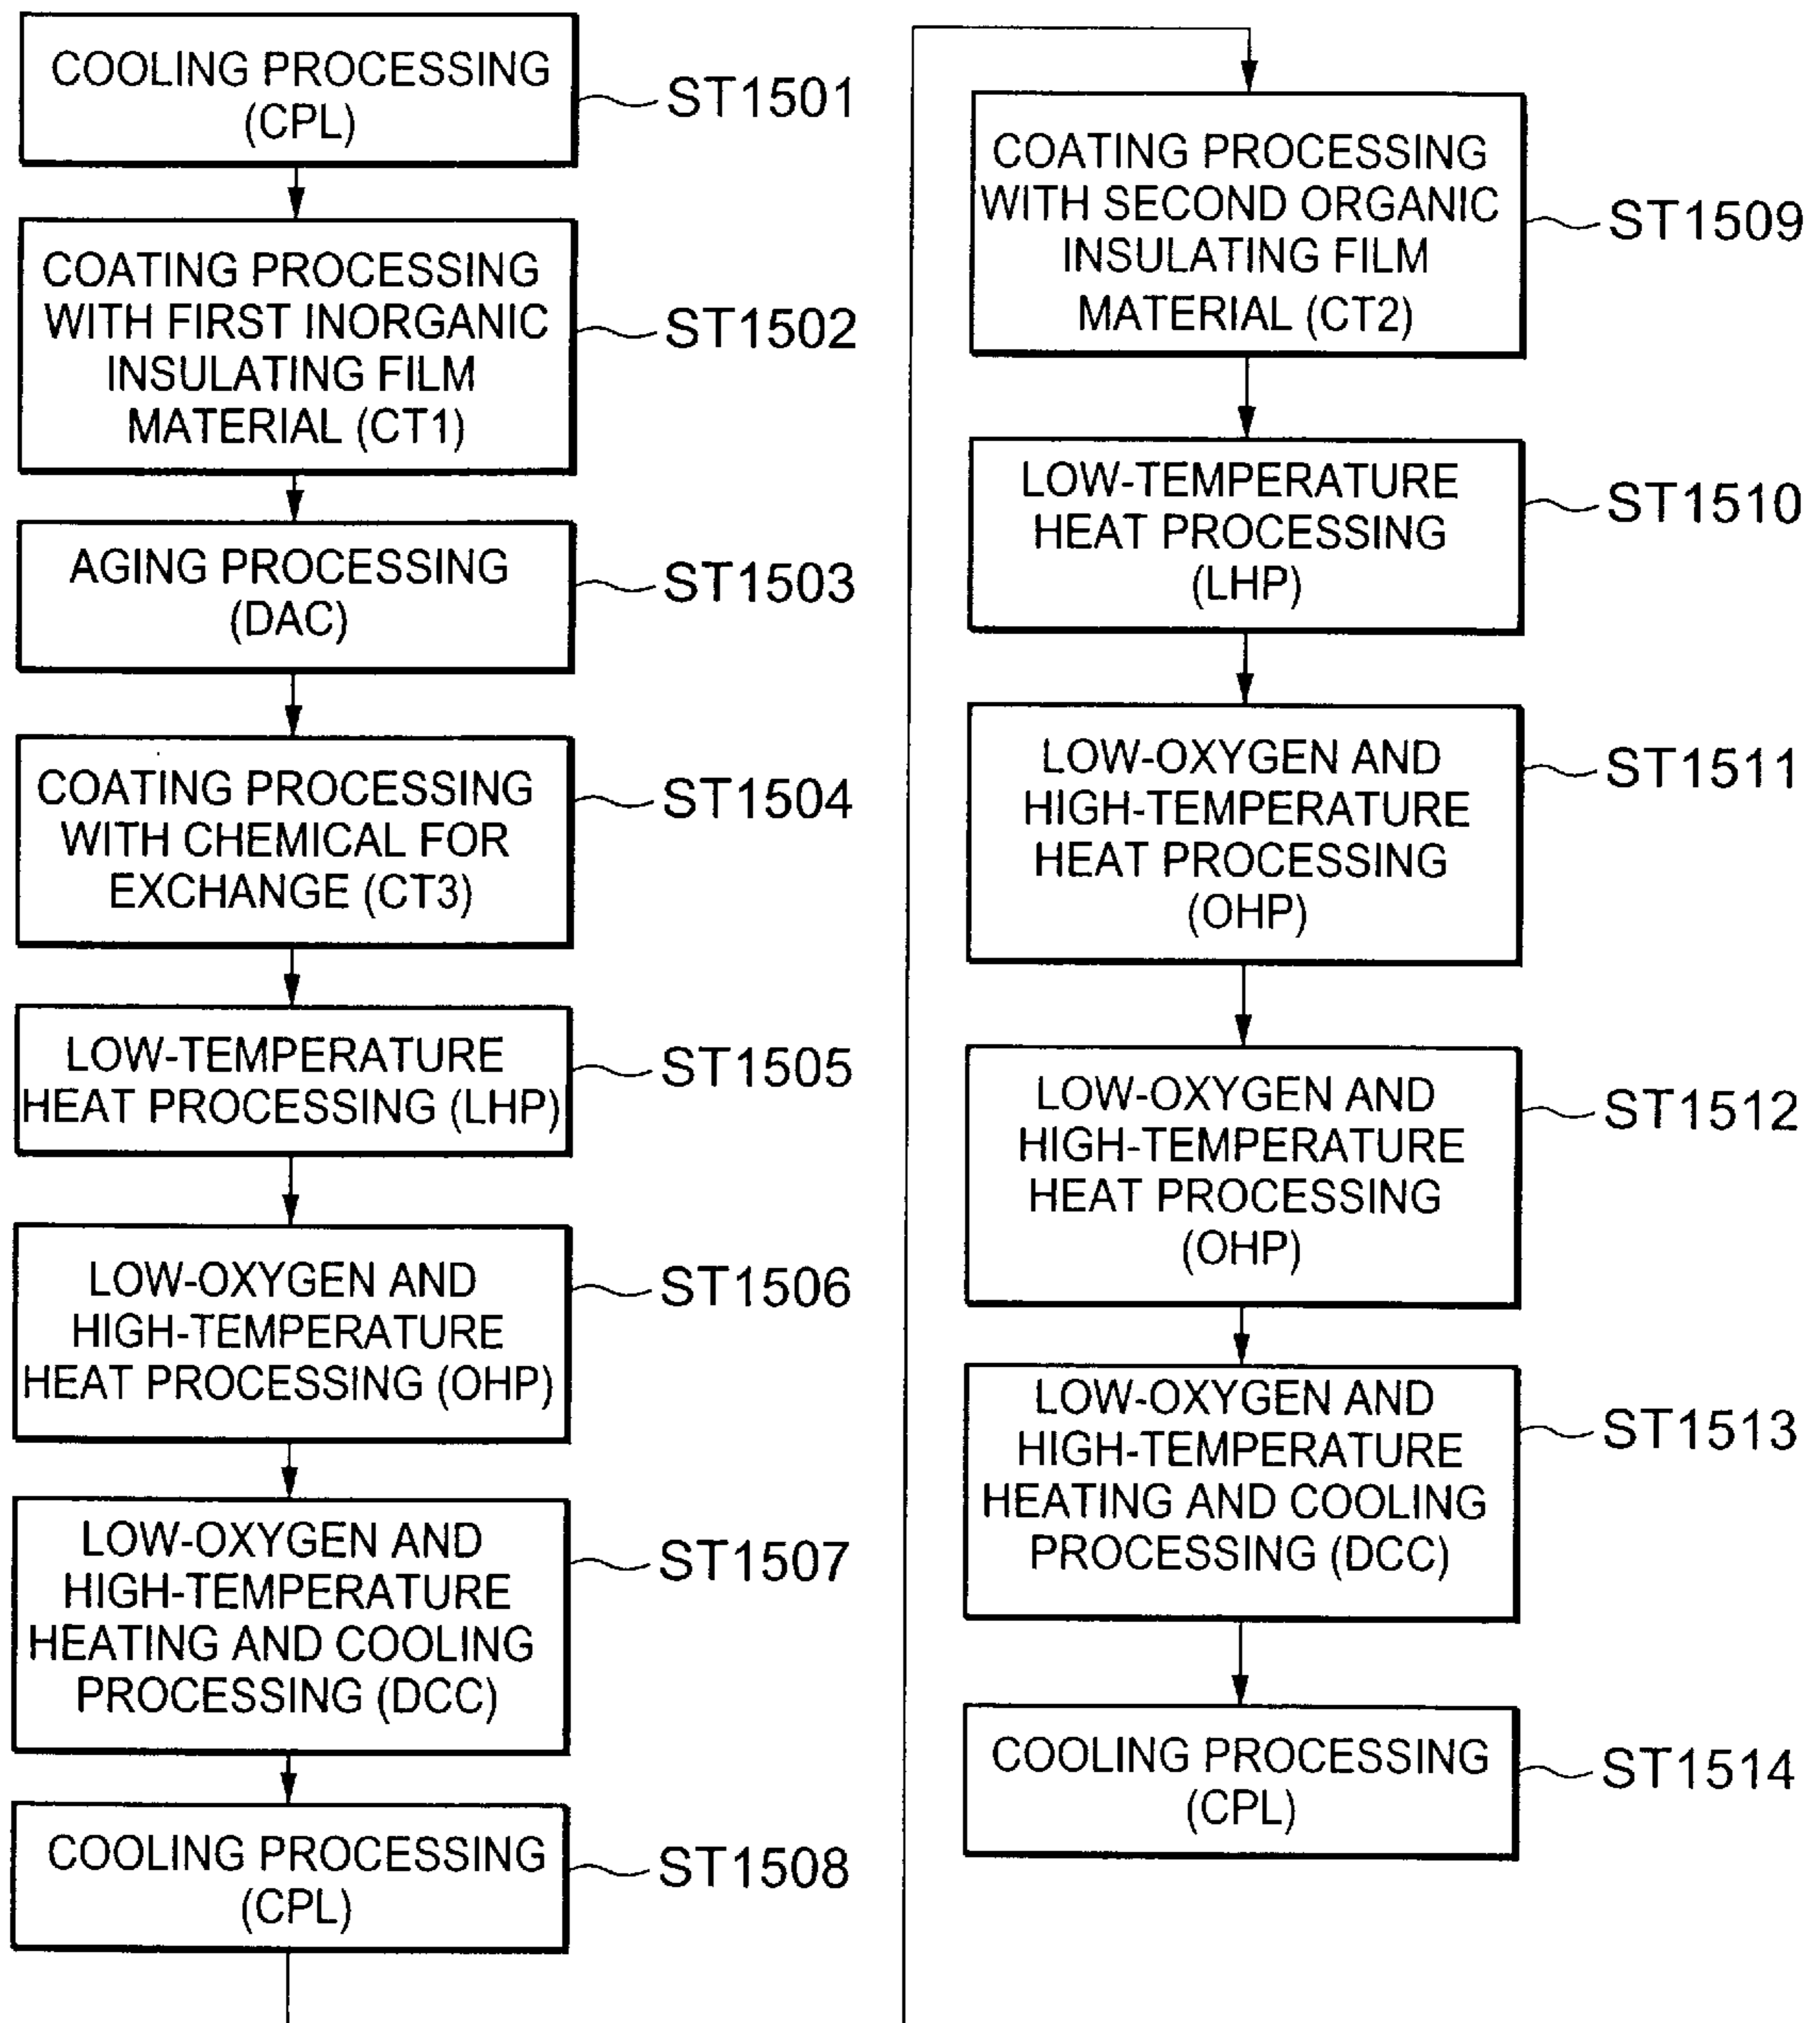 COOLING PROCESSING
(CPL)
ST1501
COATING PROCESSING
WITH FIRST INORGANIC
INSULATING FILM
MATERIAL (CT1)
ST1502
AGING PROCESSING
(DAC)
ST1503
COATING PROCESSING
WITH CHEMICAL FOR
EXCHANGE (CT3)
ST1504
LOW-TEMPERATURE
HEAT PROCESSING (LHP)
ST1505
LOW-OXYGEN AND
HIGH-TEMPERATURE
HEAT PROCESSING (OHP)
ST1506
LOW-OXYGEN AND
HIGH-TEMPERATURE
HEATING AND COOLING
PROCESSING (DCC)
ST1507
COOLING PROCESSING
(CPL)
ST1508
COATING PROCESSING
WITH SECOND ORGANIC
INSULATING FILM
MATERIAL (CT2)
ST1509
LOW-TEMPERATURE
HEAT PROCESSING
(LHP)
ST1510
LOW-OXYGEN AND
HIGH-TEMPERATURE
HEAT PROCESSING
(OHP)
ST1511
LOW-OXYGEN AND
HIGH-TEMPERATURE
HEAT PROCESSING
(OHP)
ST1512
LOW-OXYGEN AND
HIGH-TEMPERATURE
HEATING AND COOLING
PROCESSING (DCC)
ST1513
COOLING PROCESSING
(CPL)
ST1514